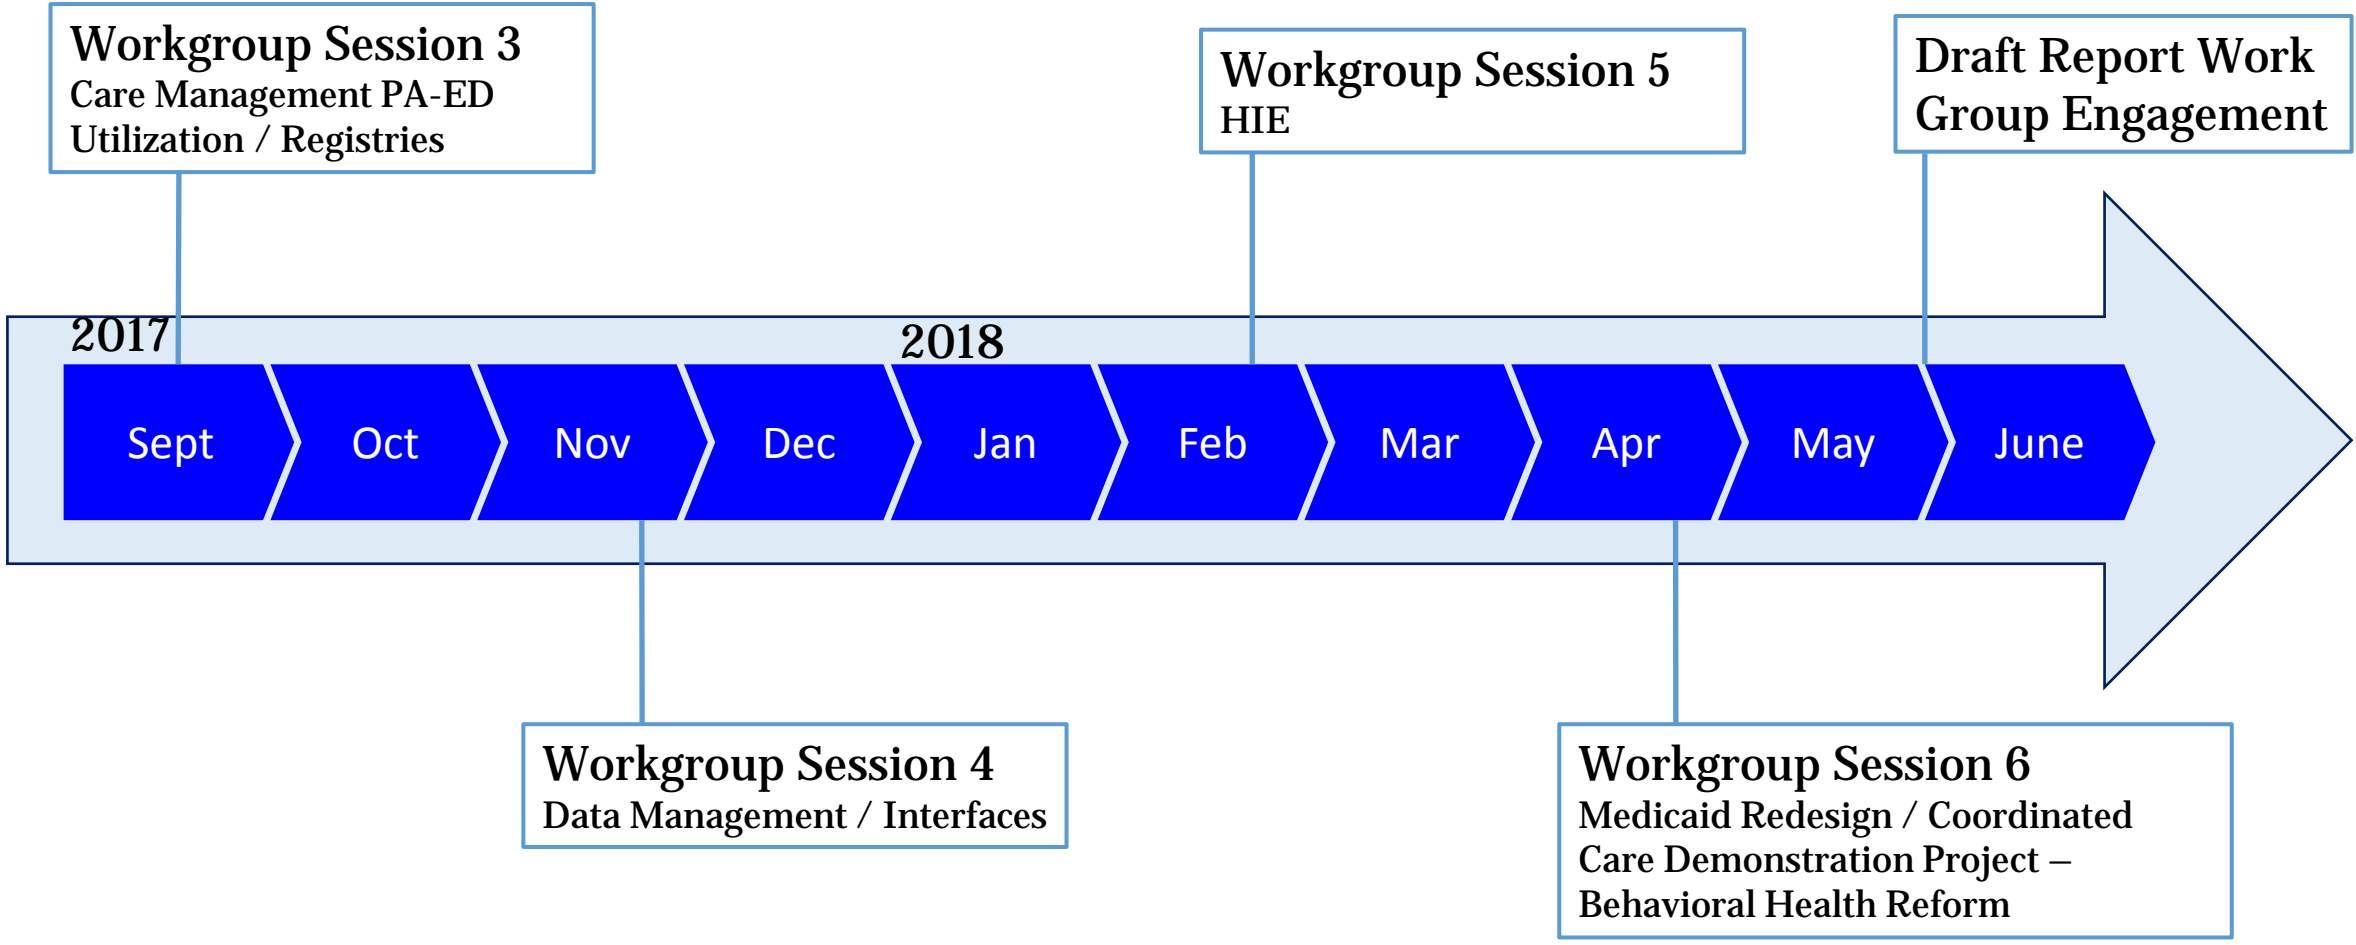 Workgroup Session 3
Care Management PA-ED
Utilization / Registries
Workgroup Session 5
HIE
Draft Report Work
Group Engagement
2017
2018
Sept
Oct
Nov
Dec
Jan
Feb
Mar
Apr
May
June
Workgroup Session 4
Data Management / Interfaces
Workgroup Session 6
Medicaid Redesign / Coordinated
Care Demonstration Project –
Behavioral Health Reform